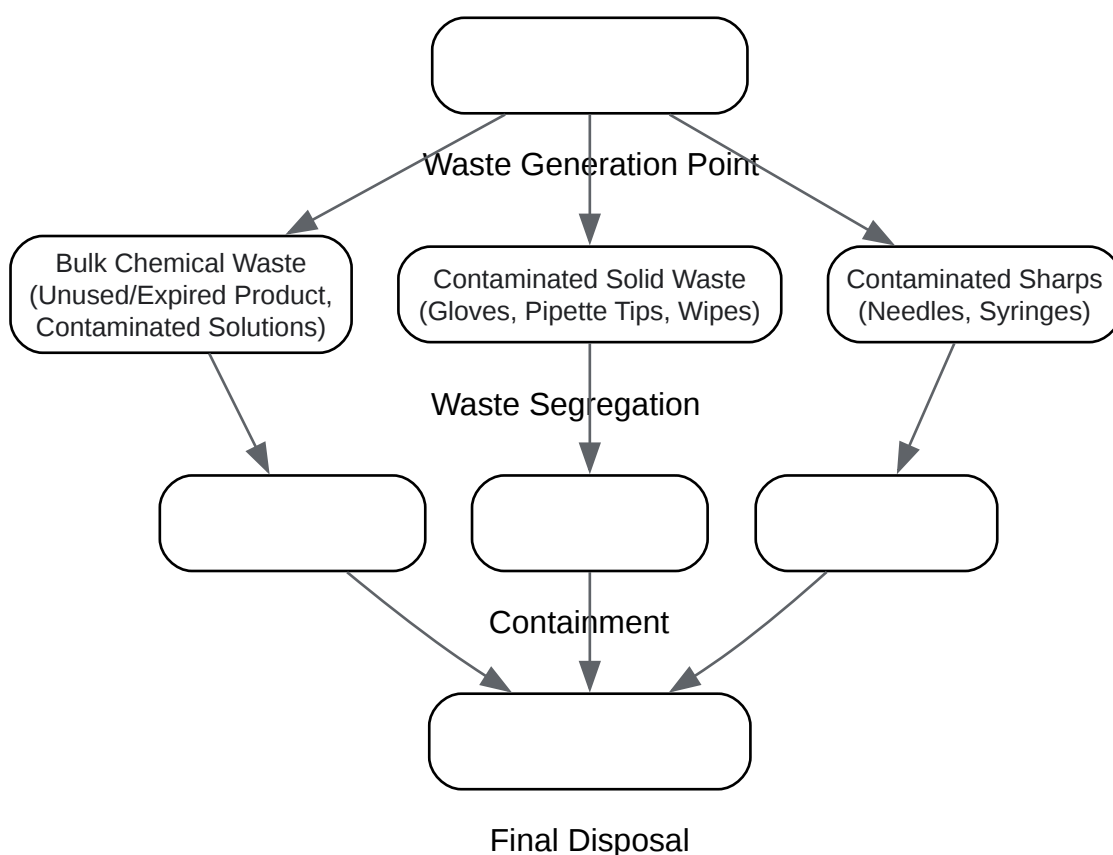 Waste Generation Point
Bulk Chemical Waste
(Unused/Expired Product,
Contaminated Solutions)
Contaminated Solid Waste
(Gloves, Pipette Tips, Wipes)
Contaminated Sharps
(Needles, Syringes)
Waste Segregation
Containment
Final Disposal